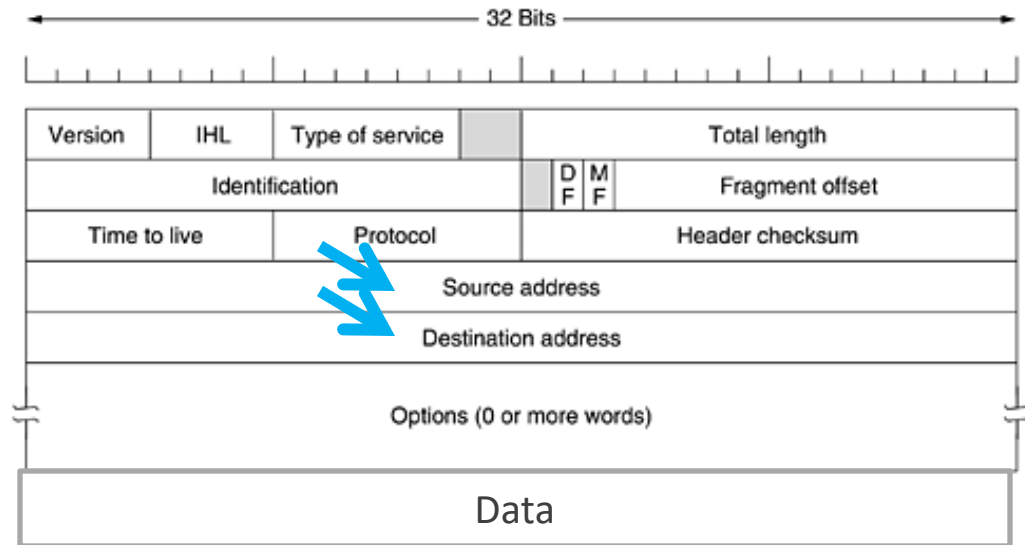 32 Bits
Version IHL Type of service Total length
Identification D F M F Fragment offset
Time to live Protocol Header checksum
Source address
Destination address
Options (0 or more words)
Data